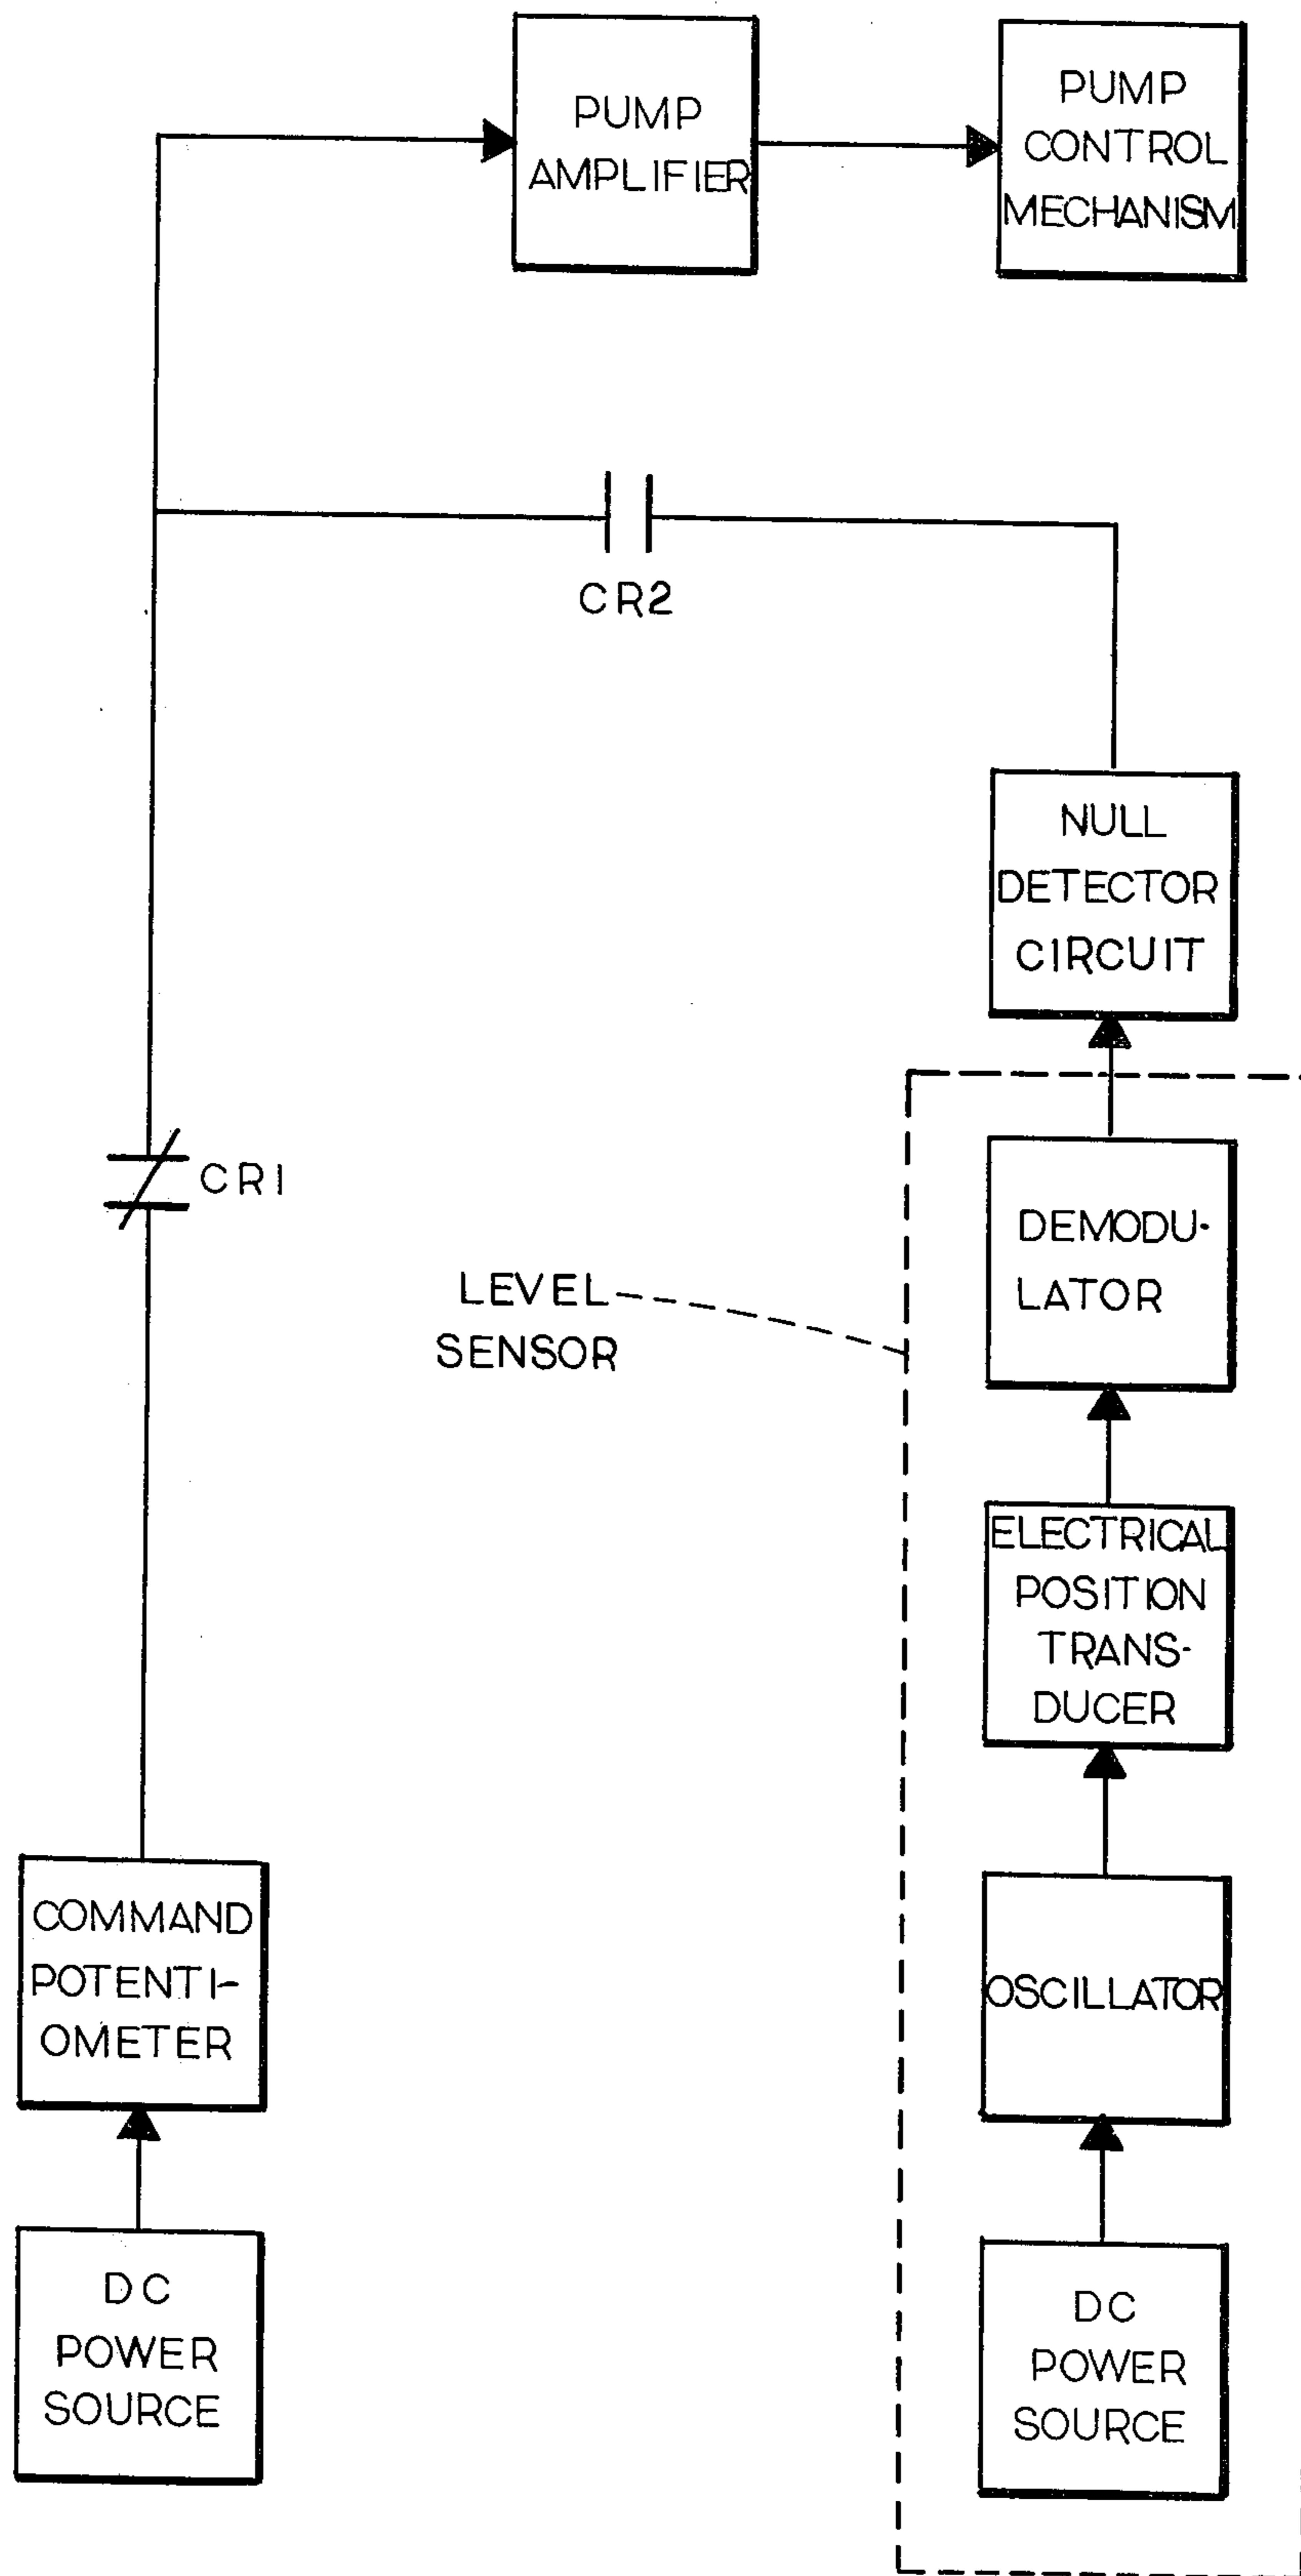 PUMP
AMPLIFIER
PUMP
CONTROL
MECHANISM
CR2
NULL
DETECTOR
CIRCUIT
CR1
LEVEL
SENSOR
DEMODU-
LATOR
ELECTRICAL
POSITION
TRANS-
DUCER
COMMAND
POTENTI-
OMETER
OSCILLATOR
DC
POWER
SOURCE
DC
POWER
SOURCE